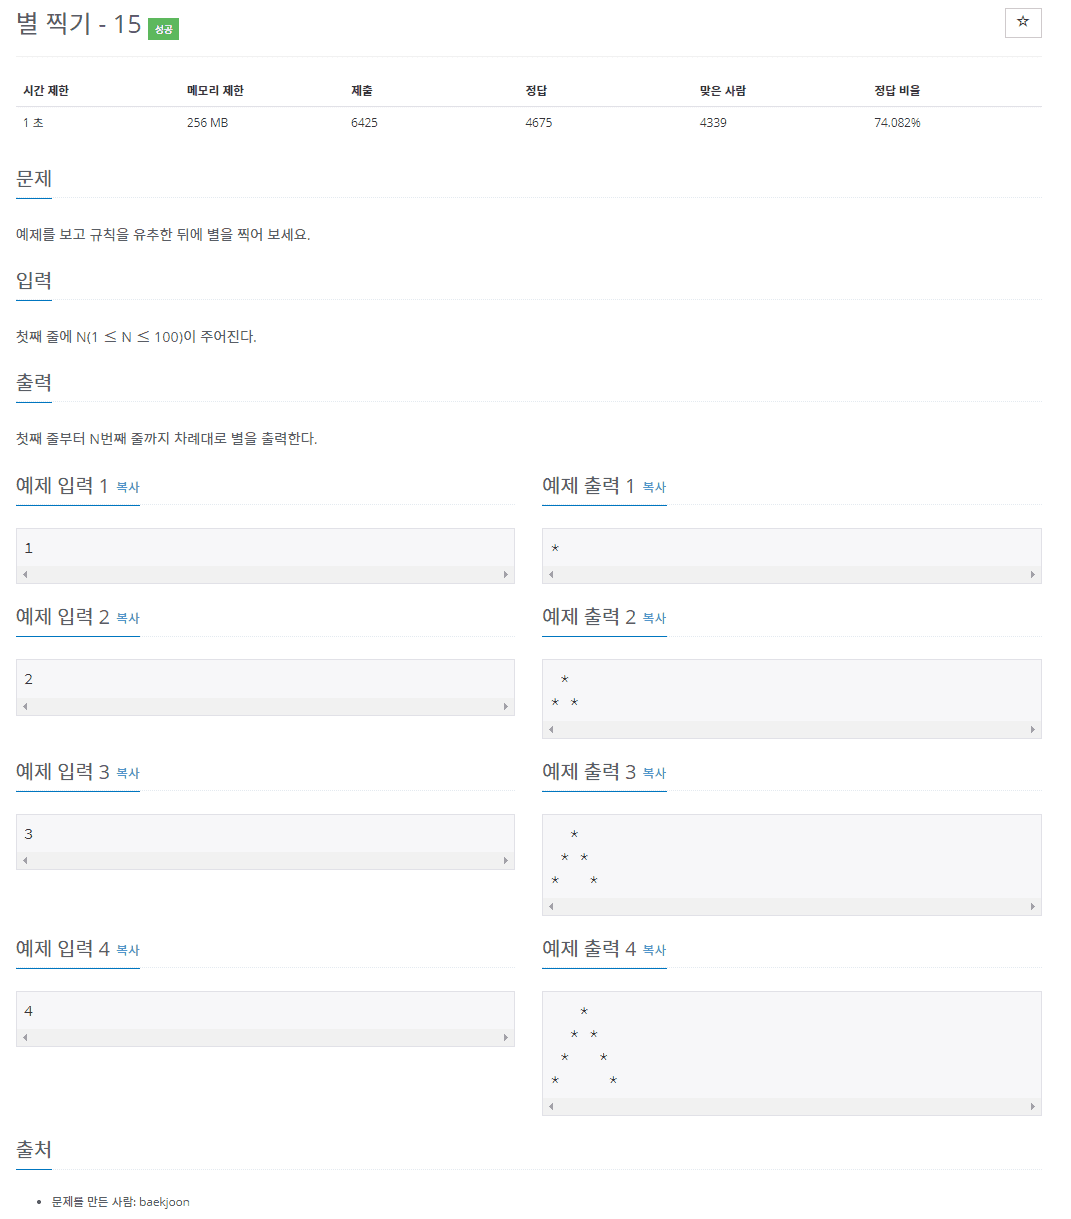 별 찍기 - 15 성공
☆
시간 제한 메모리 제한 제출 정답 맞은 사람 정답 비율
1 초 256 MB 6425 4675 4339 74.082%
문제
예제를 보고 규칙을 유추한 뒤에 별을 찍어 보세요.
입력
첫째 줄에 N(1 ≤ N ≤ 100)이 주어진다.
출력
첫째 줄부터 N번째 줄까지 차례대로 별을 출력한다.
예제 입력 1 복사
1
예제 출력 1 복사
*
예제 입력 2 복사
2
예제 출력 2 복사
 *
* *
예제 입력 3 복사
3
예제 출력 3 복사
  *
 * *
*   *
예제 입력 4 복사
4
예제 출력 4 복사
   *
  * *
 *   *
*     *
출처
• 문제를 만든 사람: baekjoon